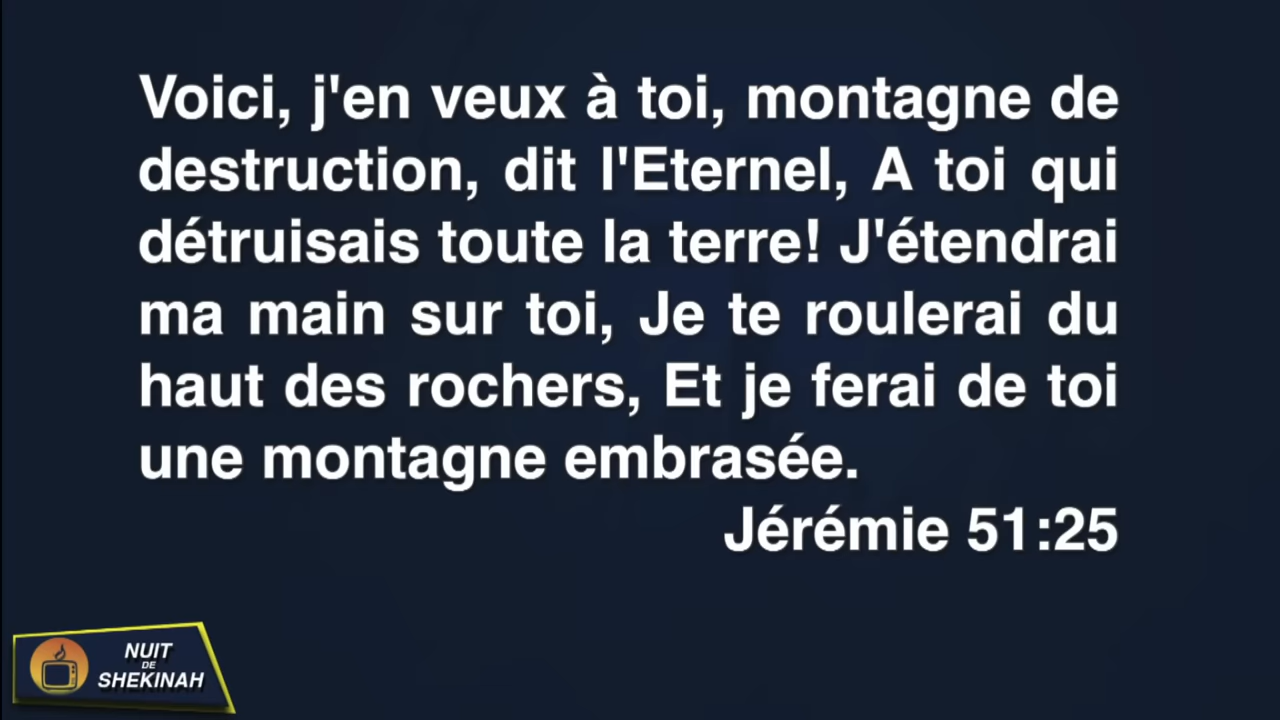 Voici, j'en veux à toi, montagne de
destruction, dit l'Eternel, A toi qui
détruisais toute la terre! J'étendrai
ma main sur toi, Je te roulerai du
haut des rochers, Et je ferai de toi
une montagne embrasée.
Jérémie 51:25
NUIT
DE
SHEKINAH